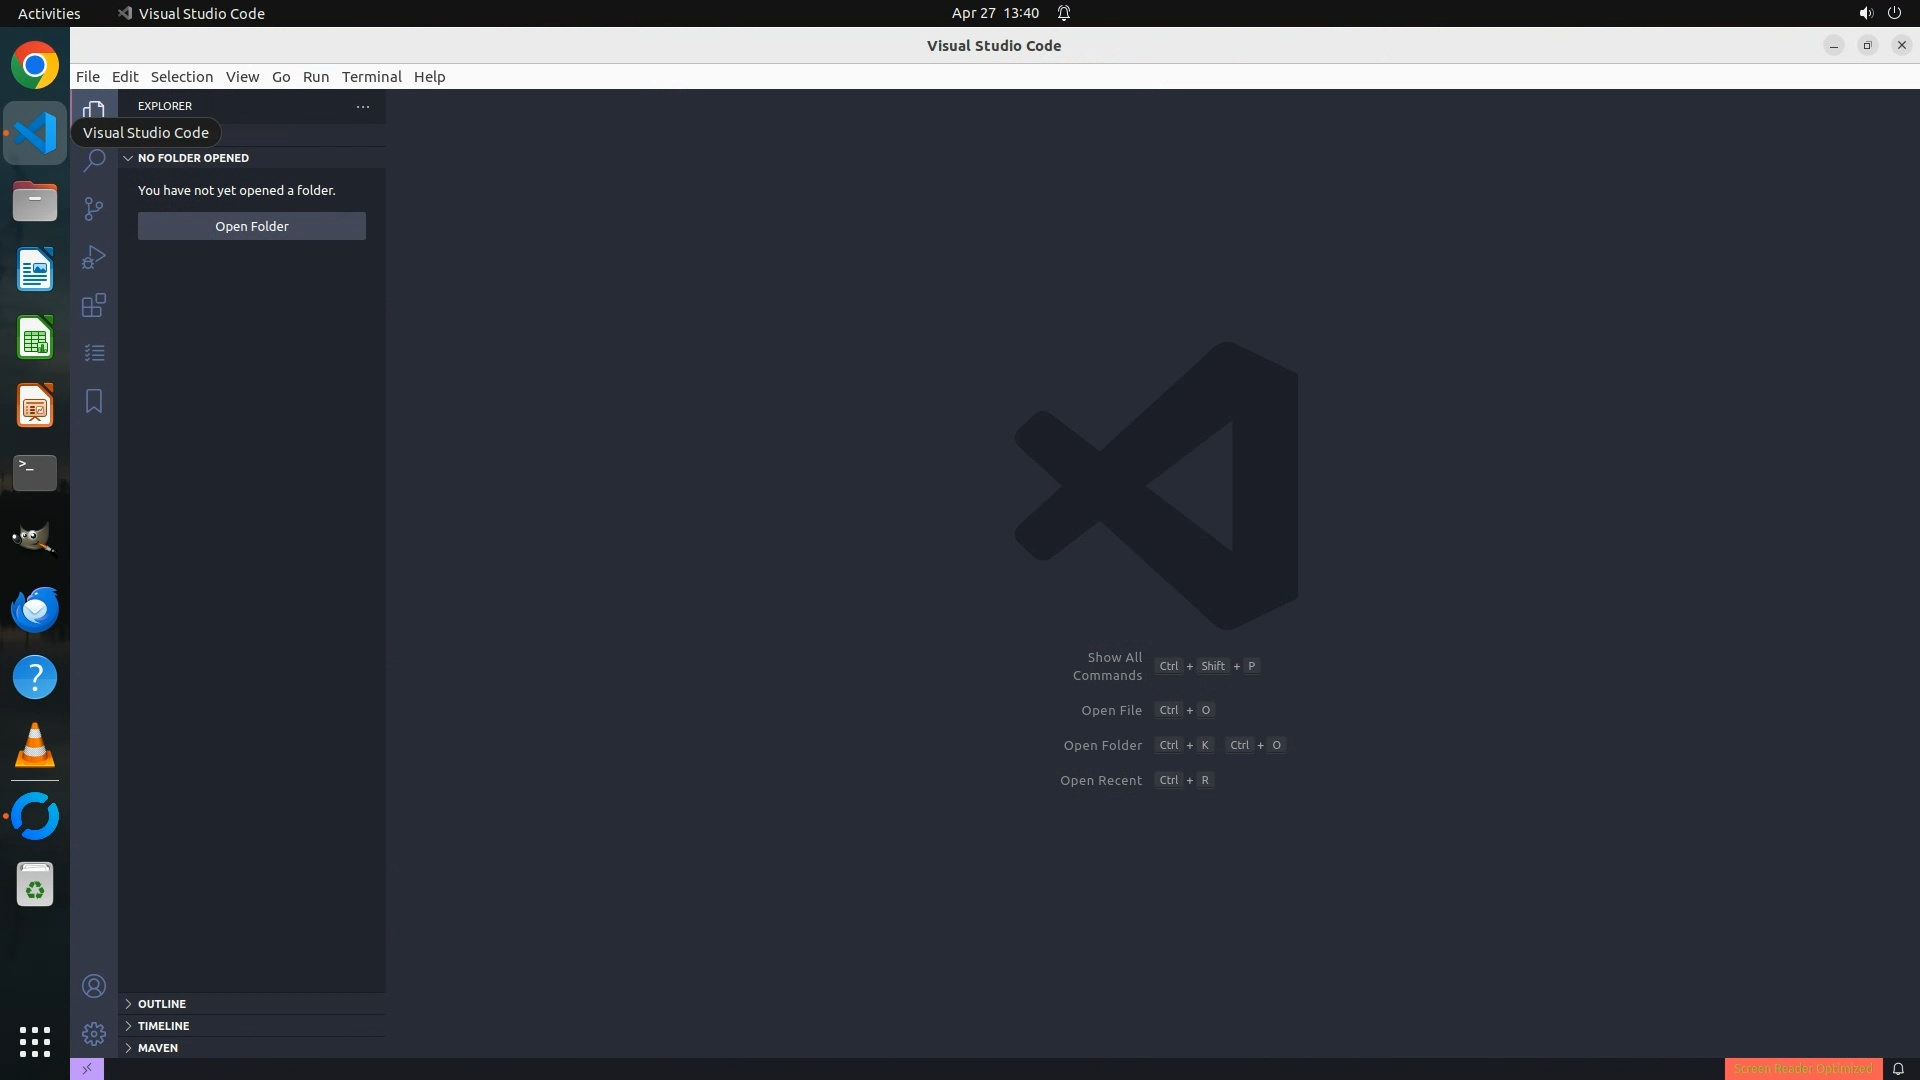 Activities
Visual Studio Code
Apr 27 13:40
Visual Studio Code
File Edit Selection View Go Run Terminal Help
EXPLORER
Visual Studio Code
NO FOLDER OPENED
You have not yet opened a folder.
Open Folder
Show All Commands Ctrl + Shift + P
Open File Ctrl + O
Open Folder Ctrl + K Ctrl + O
Open Recent Ctrl + R
OUTLINE
TIMELINE
MAVEN
Screen Reader Optimized